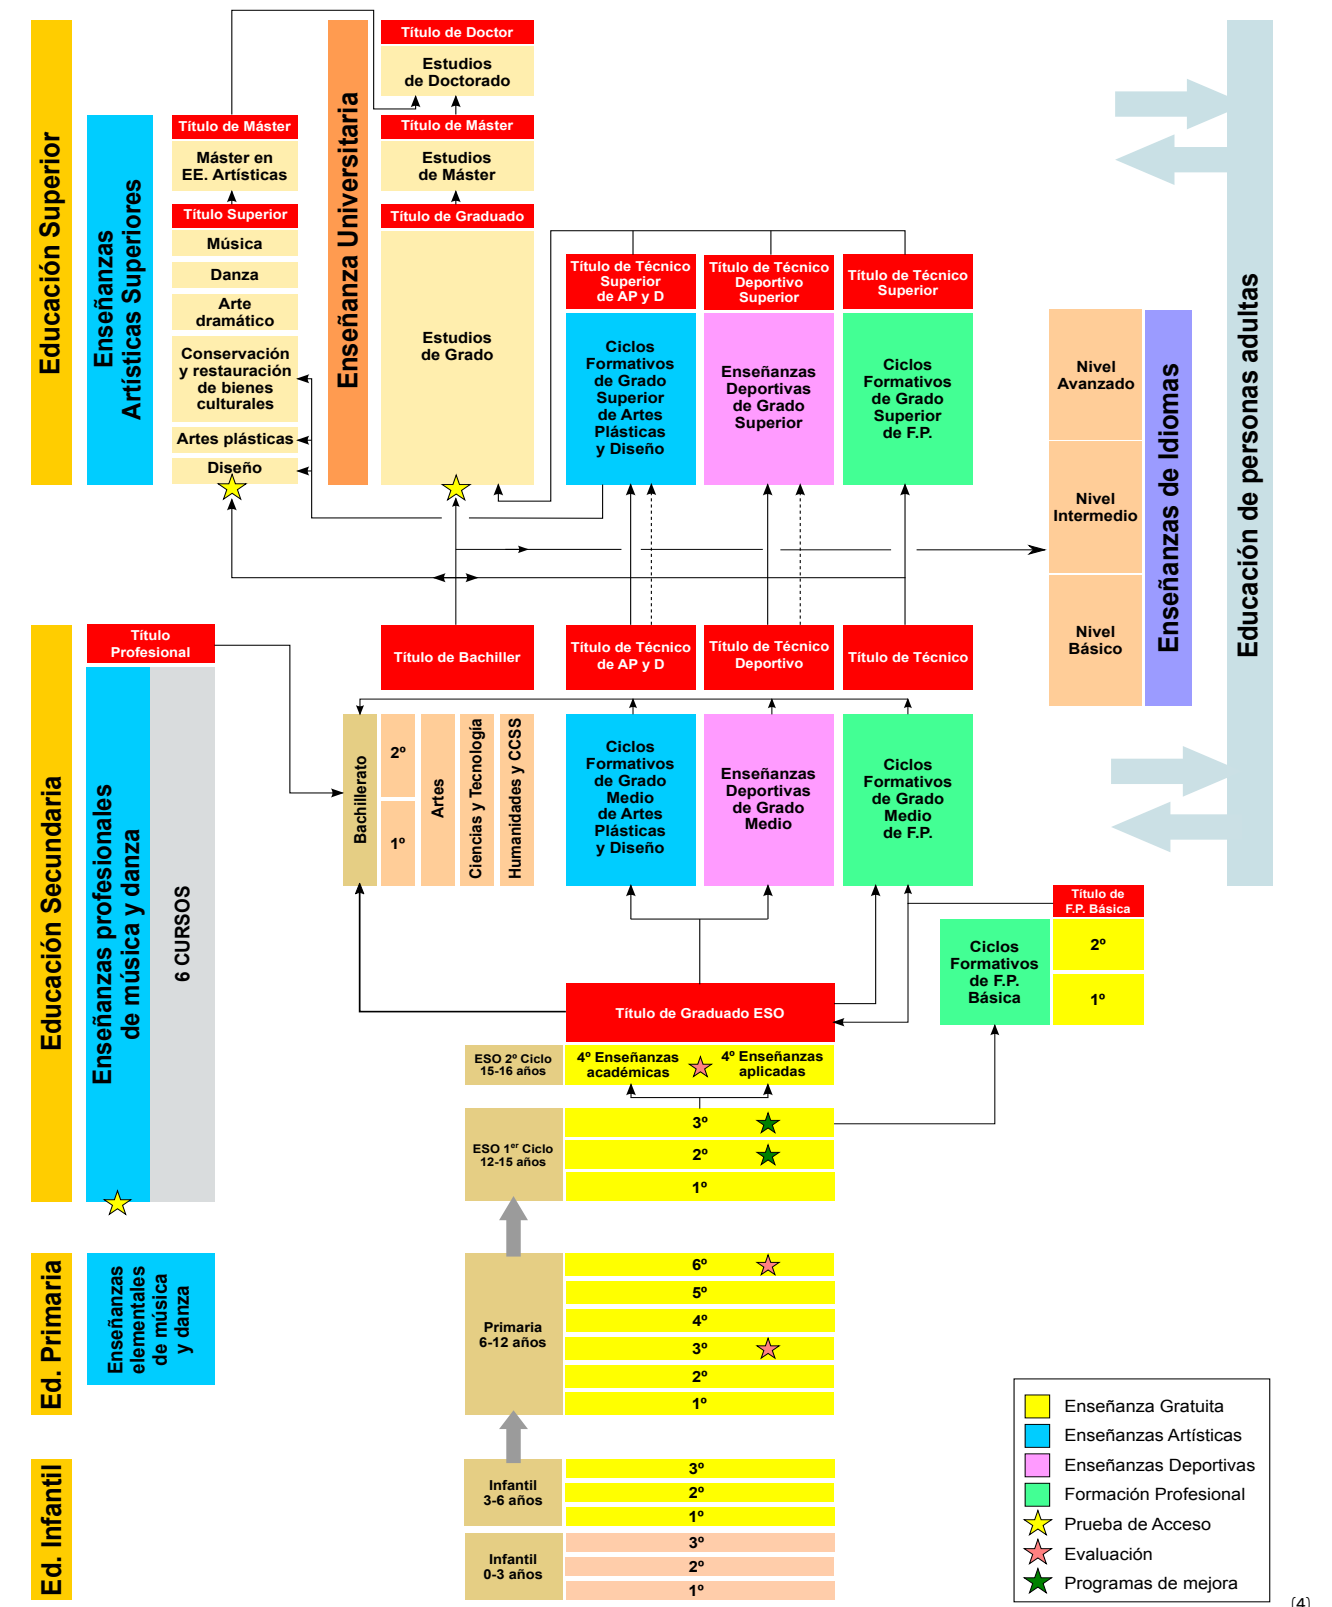 Educación Superior
Enseñanzas
Artísticas Superiores
Título de Máster
Máster en
EE. Artísticas
Título Superior
Música
Danza
Arte
dramático
Conservación
y restauración
de bienes
culturales
Artes plásticas
Diseño
Enseñanza Universitaria
Título de Doctor
Estudios
de Doctorado
Título de Máster
Estudios
de Máster
Título de Graduado
Estudios
de Grado
Título de Técnico
Superior
de AP y D
Ciclos
Formativos
de Grado
Superior
de Artes
Plásticas
y Diseño
Título de Técnico
Deportivo
Superior
Enseñanzas
Deportivas
de Grado
Superior
Título de Técnico
Superior
Ciclos
Formativos
de Grado
Superior
de F.P.
Nivel
Avanzado
Nivel
Intermedio
Nivel
Básico
Enseñanzas de Idiomas
Educación de personas adultas
Educación Secundaria
Título
Profesional
Enseñanzas profesionales
de música y danza
6 CURSOS
Título de Bachiller
Bachillerato
2º
1º
Artes
Ciencias y Tecnología
Humanidades y CCSS
Título de Técnico
de AP y D
Ciclos
Formativos
de Grado
Medio
de Artes
Plásticas
y Diseño
Título de Técnico
Deportivo
Enseñanzas
Deportivas
de Grado
Medio
Título de Técnico
Ciclos
Formativos
de Grado
Medio
de F.P.
Título de
F.P. Básica
Ciclos
Formativos
de F.P.
Básica
2º
1º
Título de Graduado ESO
ESO 2º Ciclo
15-16 años
4º Enseñanzas
académicas
4º Enseñanzas
aplicadas
ESO 1er Ciclo
12-15 años
3º
2º
1º
Ed. Primaria
Enseñanzas
elementales
de música
y danza
Primaria
6-12 años
6º
5º
4º
3º
2º
1º
Ed. Infantil
Infantil
3-6 años
3º
2º
1º
Infantil
0-3 años
3º
2º
1º
Enseñanza Gratuita
Enseñanzas Artísticas
Enseñanzas Deportivas
Formación Profesional
Prueba de Acceso
Evaluación
Programas de mejora
(4)